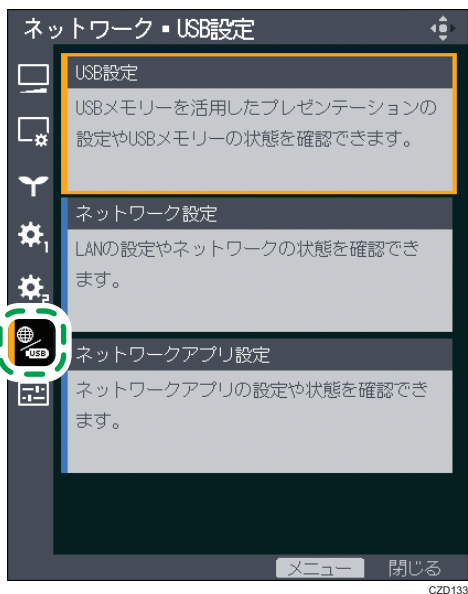 ネットワーク・USB設定
USB設定
USBメモリーを活用したプレゼンテーションの
設定やUSBメモリーの状態を確認できます。
ネットワーク設定
LANの設定やネットワークの状態を確認でき
ます。
1
2
USB
ネットワークアプリ設定
ネットワークアプリの設定や状態を確認でき
ます。
メニュー 閉じる
CZD133